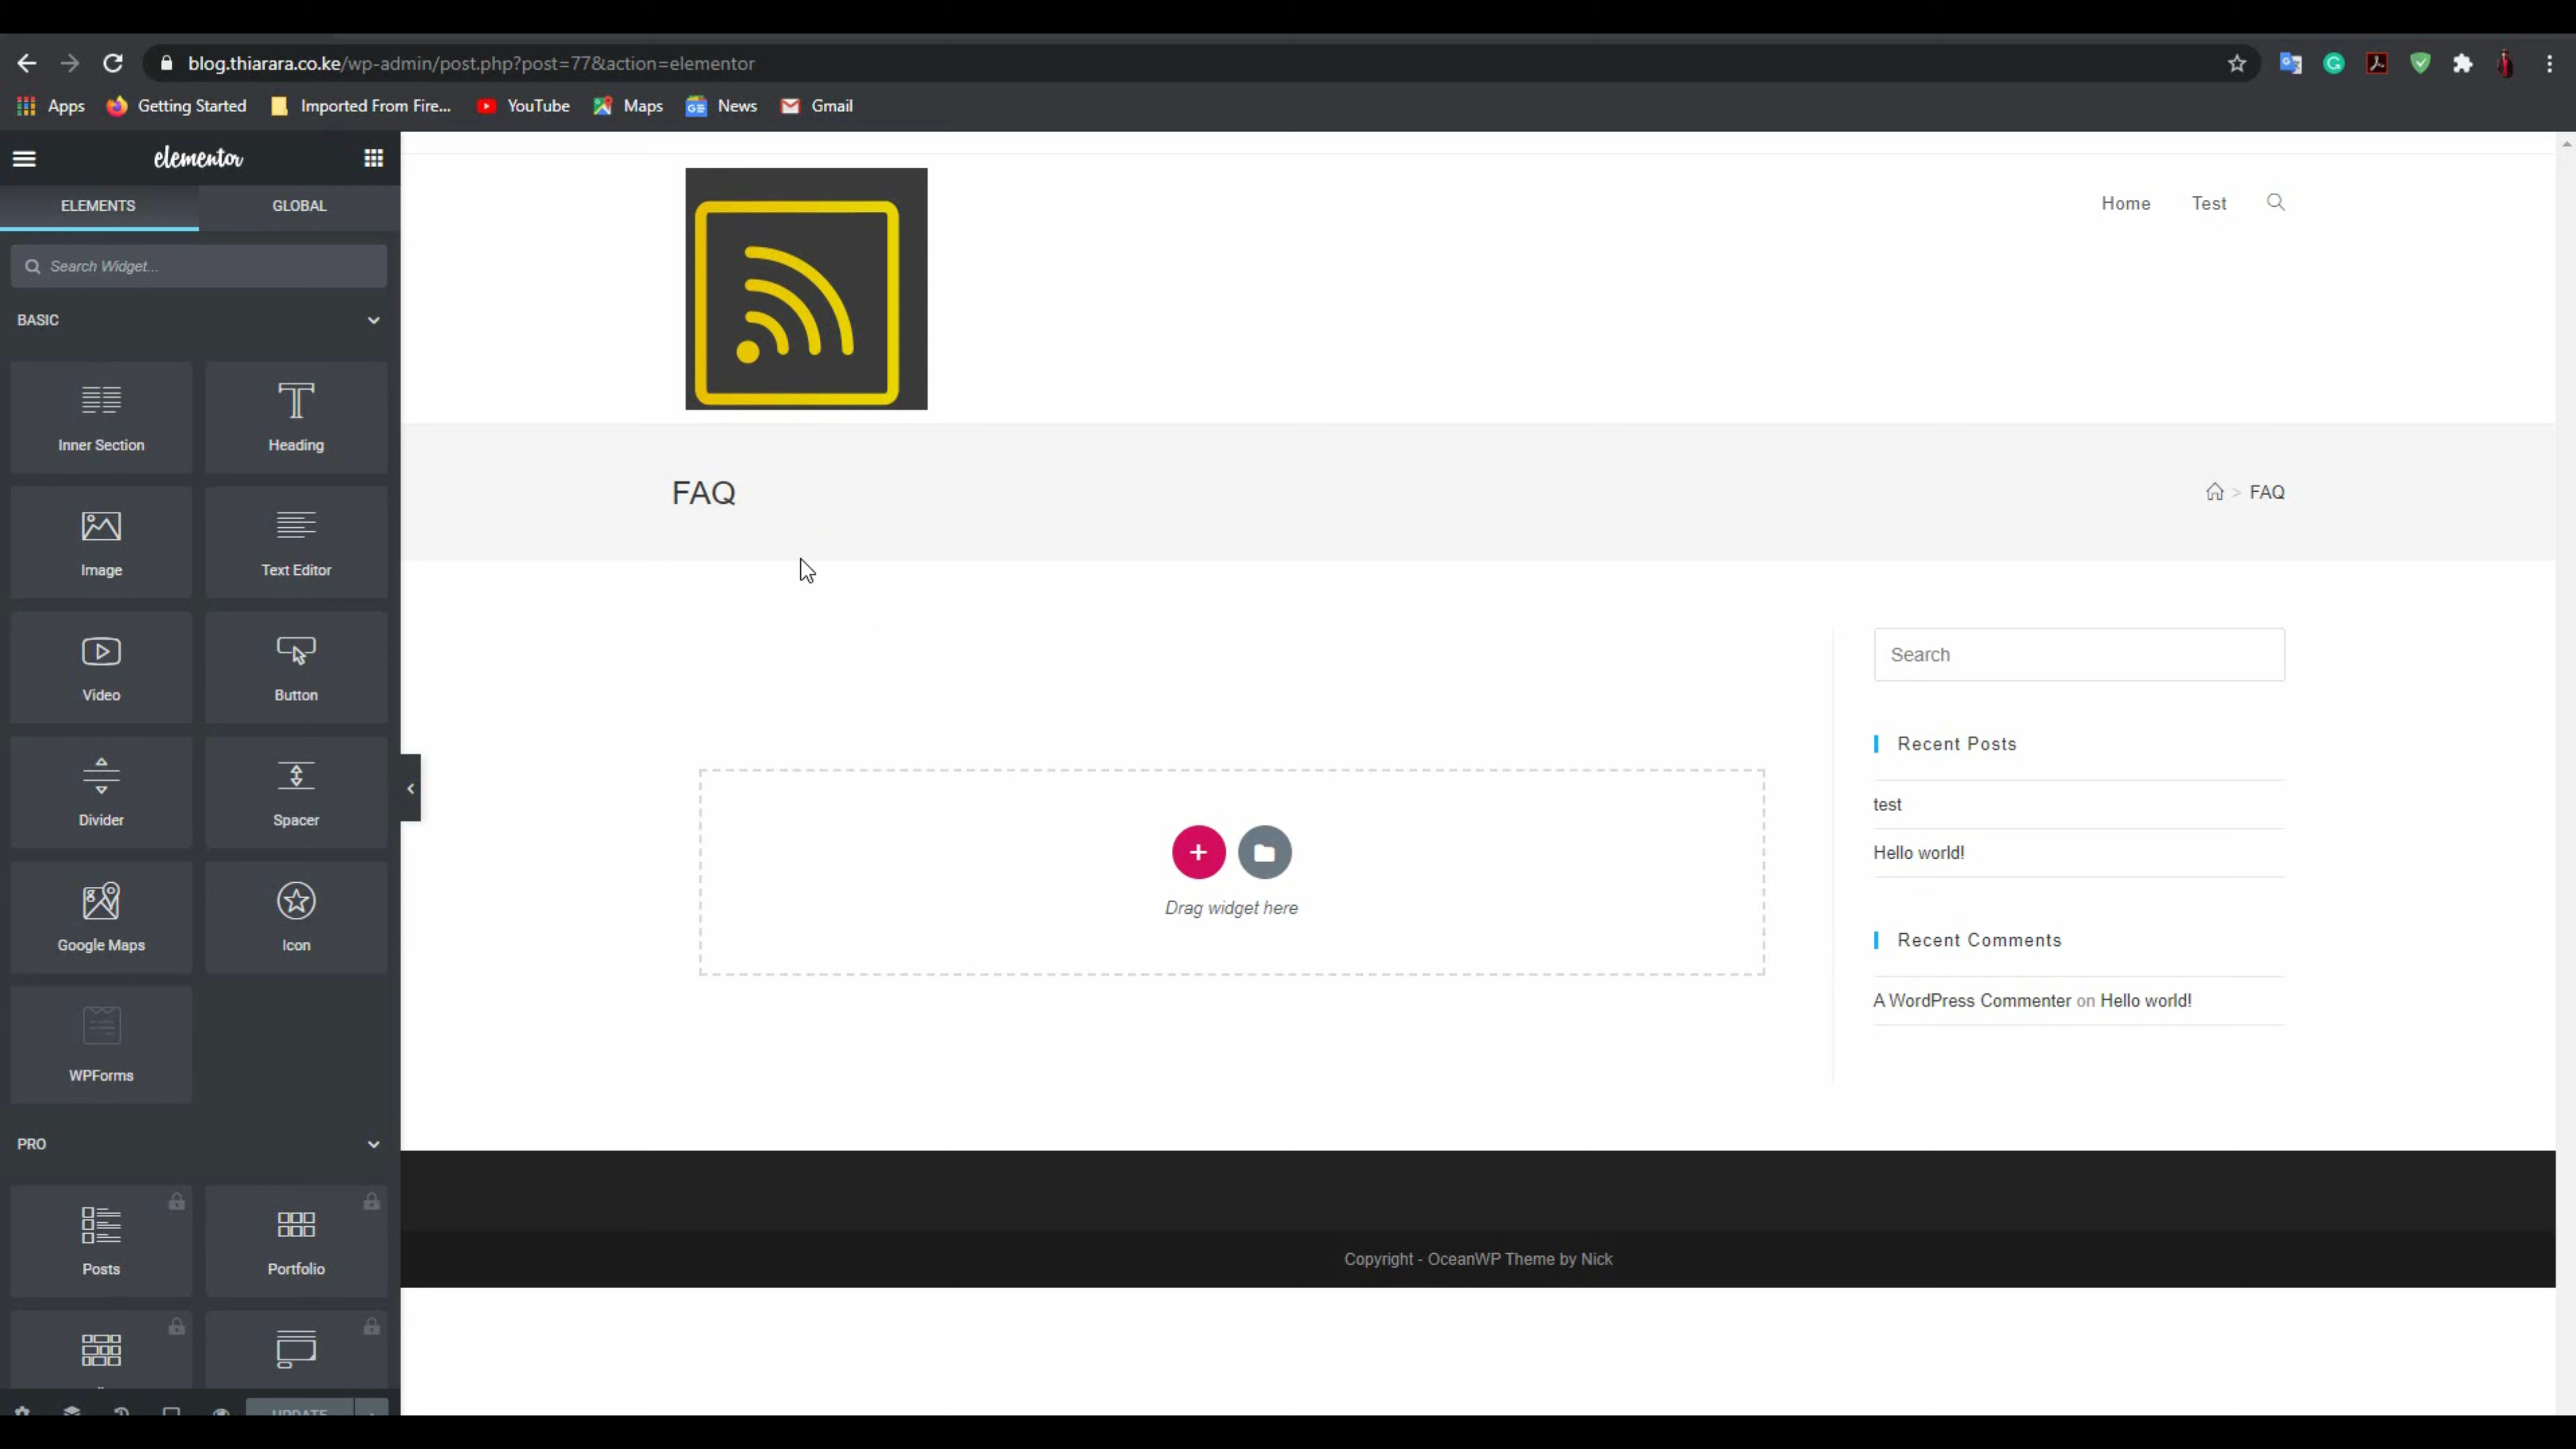 blog.thiarara.co.ke/wp-admin/post.php?post=77&action=elementor
Apps Getting Started Imported From Fire... YouTube Maps News Gmail
elementor
ELEMENTS GLOBAL
Search Widget...
BASIC
Inner Section Heading
Image Text Editor
Video Button
Divider Spacer
Google Maps Icon
WPForms
PRO
Posts Portfolio
UPDATE
Home Test
FAQ
> FAQ
Drag widget here
Search
Recent Posts
test
Hello world!
Recent Comments
A WordPress Commenter on Hello world!
Copyright - OceanWP Theme by Nick